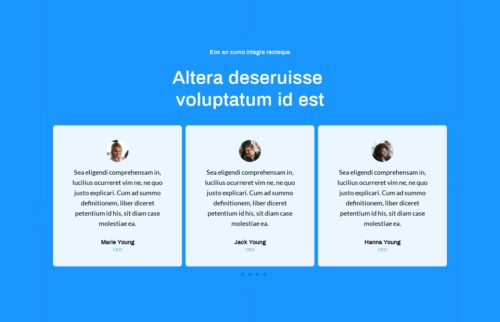 Eos an sumo integre recteque
Altera deseruisse
voluptatum id est
Sea eligendi comprehensam in,
lucilius ocurreret vim ne, ne quo
justo explicari. Cum ad summo
definitionem, liber diceret
petentium id his, sit diam case
molestiae ea.
Marie Young
CEO
Sea eligendi comprehensam in,
lucilius ocurreret vim ne, ne quo
justo explicari. Cum ad summo
definitionem, liber diceret
petentium id his, sit diam case
molestiae ea.
Jack Young
CEO
Sea eligendi comprehensam in,
lucilius ocurreret vim ne, ne quo
justo explicari. Cum ad summo
definitionem, liber diceret
petentium id his, sit diam case
molestiae ea.
Hanna Young
CEO